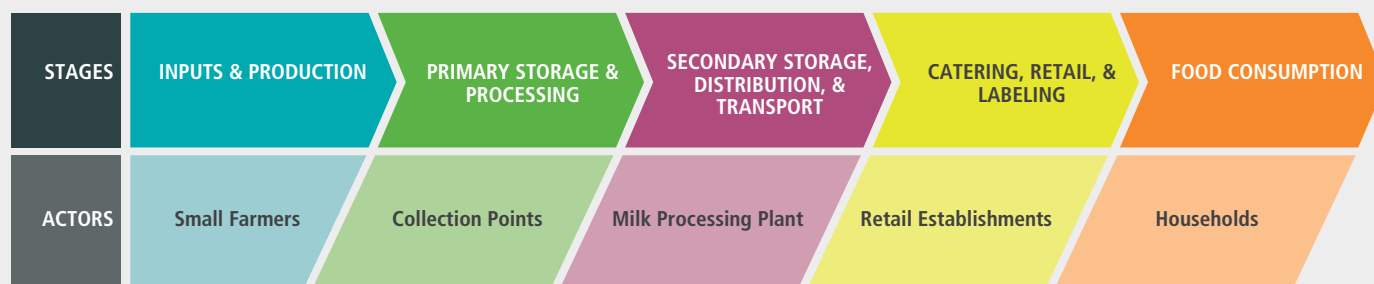 STAGES
INPUTS & PRODUCTION
PRIMARY STORAGE &
PROCESSING
SECONDARY STORAGE,
DISTRIBUTION, &
TRANSPORT
CATERING, RETAIL, &
LABELING
FOOD CONSUMPTION
ACTORS
Small Farmers
Collection Points
Milk Processing Plant
Retail Establishments
Households